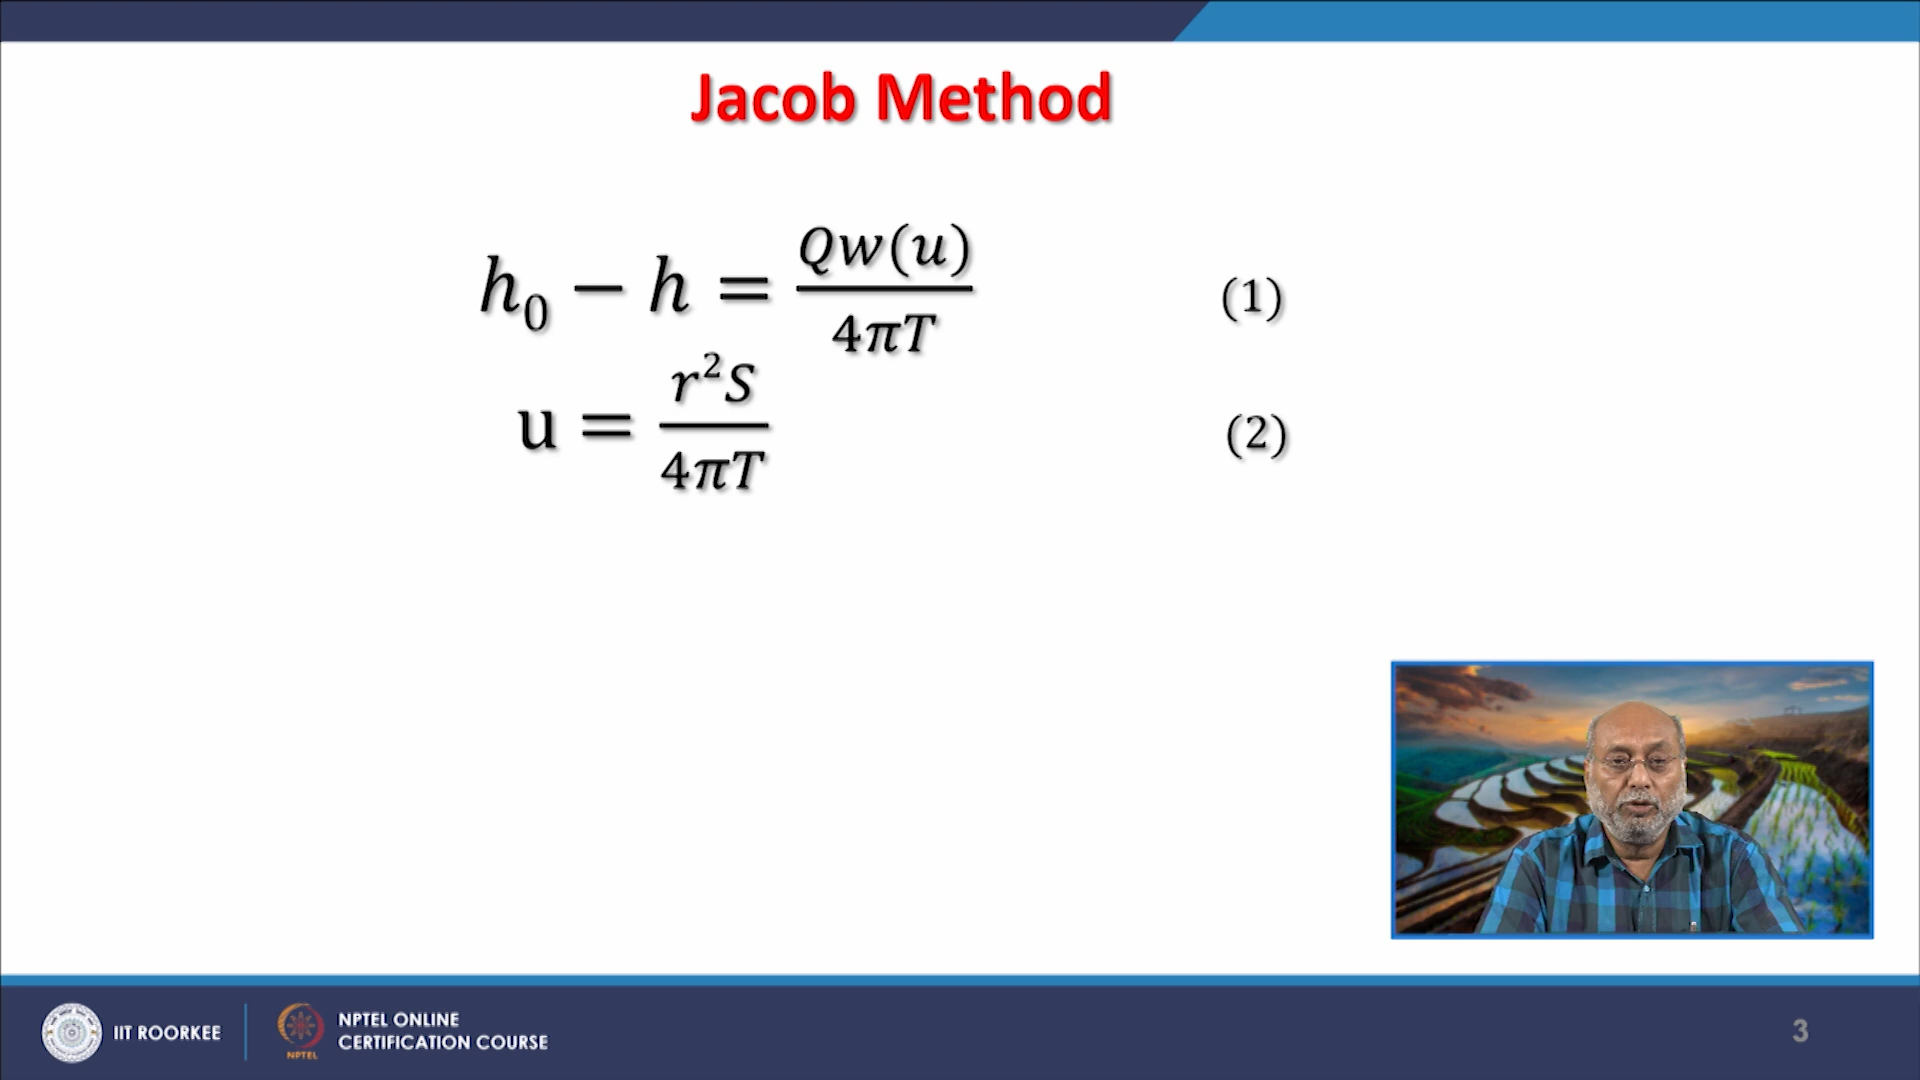 Jacob Method
h₀ − h = Qw(u) / 4πT (1)
u = r²S / 4πT (2)
IIT ROORKEE
NPTEL
NPTEL ONLINE
CERTIFICATION COURSE
3